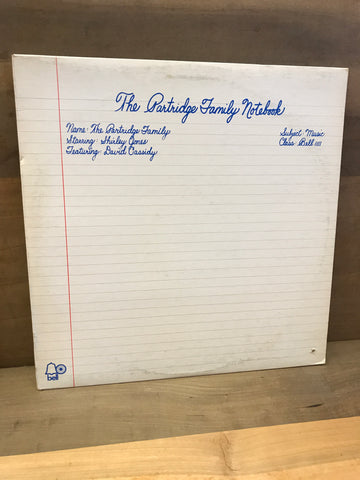 The Partridge Family Notebook
Name: The Partridge Family
Starring: Shirley Jones
Featuring: David Cassidy
Subject: Music
Class: Bell
bell